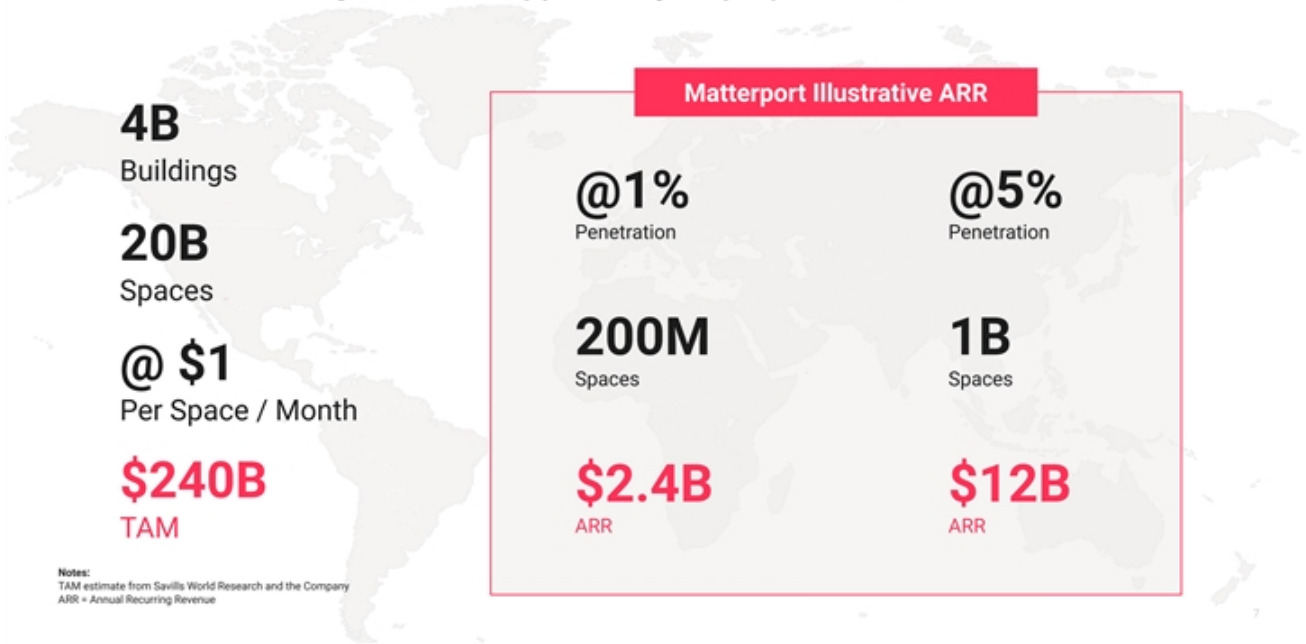 4B
Buildings
20B
Spaces
@ $1
Per Space / Month
$240B
TAM
Matterport Illustrative ARR
@1%
Penetration
@5%
Penetration
200M
Spaces
1B
Spaces
$2.4B
ARR
$12B
ARR
Notes:
TAM estimate from Savills World Research and the Company
ARR = Annual Recurring Revenue
7